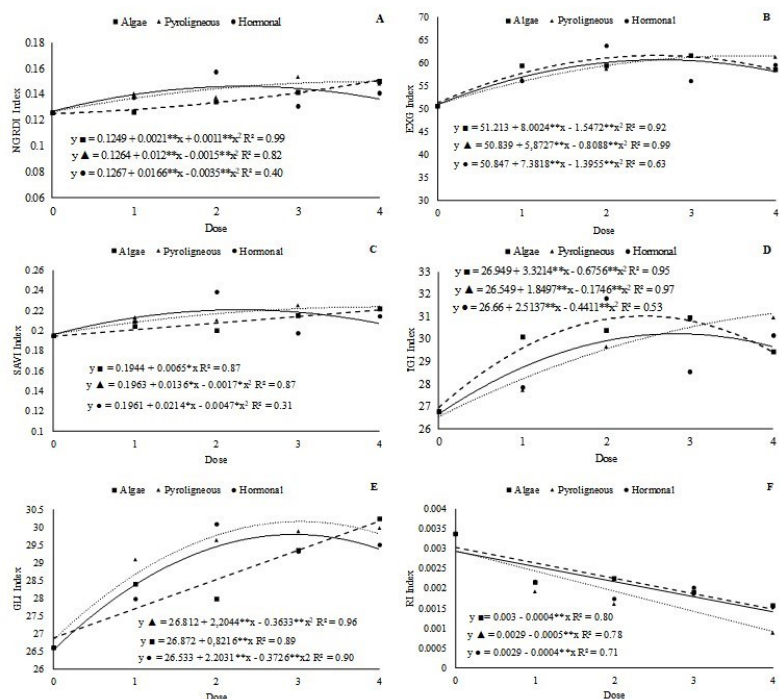 ■ Algae ▲ Pyroligneous ● Hormonal
A
0.18
0.16
0.14
0.12
0.1
0.08
0.06
NGRDI Index
y ■ = 0.1249 + 0.0021**x + 0.0011**x² R² = 0.99
y ▲ = 0.1264 + 0.012**x - 0.0015**x² R² = 0.82
y ● = 0.1267 + 0.0166**x - 0.0035**x² R² = 0.40
0 1 2 3 4
Dose
■ Algae ▲ Pyroligneous ● Hormonal
B
70
60
50
40
30
20
10
0
EXG Index
y ■ = 51.213 + 8.0024**x - 1.5472**x² R² = 0.92
y ▲ = 50.839 + 5,8727**x - 0.8088**x² R² = 0.99
y ● = 50.847 + 7.3818**x - 1.3955**x² R² = 0.63
0 1 2 3 4
Dose
■ Algae ▲ Pyroligneous ● Hormonal
C
0.26
0.24
0.22
0.2
0.18
0.16
0.14
0.12
0.1
SAVI Index
y ■ = 0.1944 + 0.0065*x R² = 0.87
y ▲ = 0.1963 + 0.0136*x - 0.0017*x² R² = 0.87
y ● = 0.1961 + 0.0214*x - 0.0047*x² R² = 0.31
0 1 2 3 4
Dose
■ Algae ▲ Pyroligneous ● Hormonal
D
33
32
31
30
29
28
27
26
TGI Index
y ■ = 26.949 + 3.3214**x - 0.6756**x² R² = 0.95
y ▲ = 26.549 + 1.8497**x - 0.1746**x² R² = 0.97
y ● = 26.66 + 2.5137**x - 0.4411**x² R² = 0.53
0 1 2 3 4
Dose
■ Algae ▲ Pyroligneous ● Hormonal
E
30.5
30
29.5
29
28.5
28
27.5
27
26.5
26
GLI Index
y ▲ = 26.812 + 2,2044**x - 0.3633**x² R² = 0.96
y ■ = 26.872 + 0,8216**x R² = 0.89
y ● = 26.533 + 2.2031**x - 0.3726**x2 R² = 0.90
0 1 2 3 4
Dose
■ Algae ▲ Pyroligneous ● Hormonal
F
0.004
0.0035
0.003
0.0025
0.002
0.0015
0.001
0.0005
0
RI Index
y ■ = 0.003 - 0.0004**x R² = 0.80
y ▲ = 0.0029 - 0.0005**x R² = 0.78
y ● = 0.0029 - 0.0004**x R² = 0.71
0 1 2 3 4
Dose